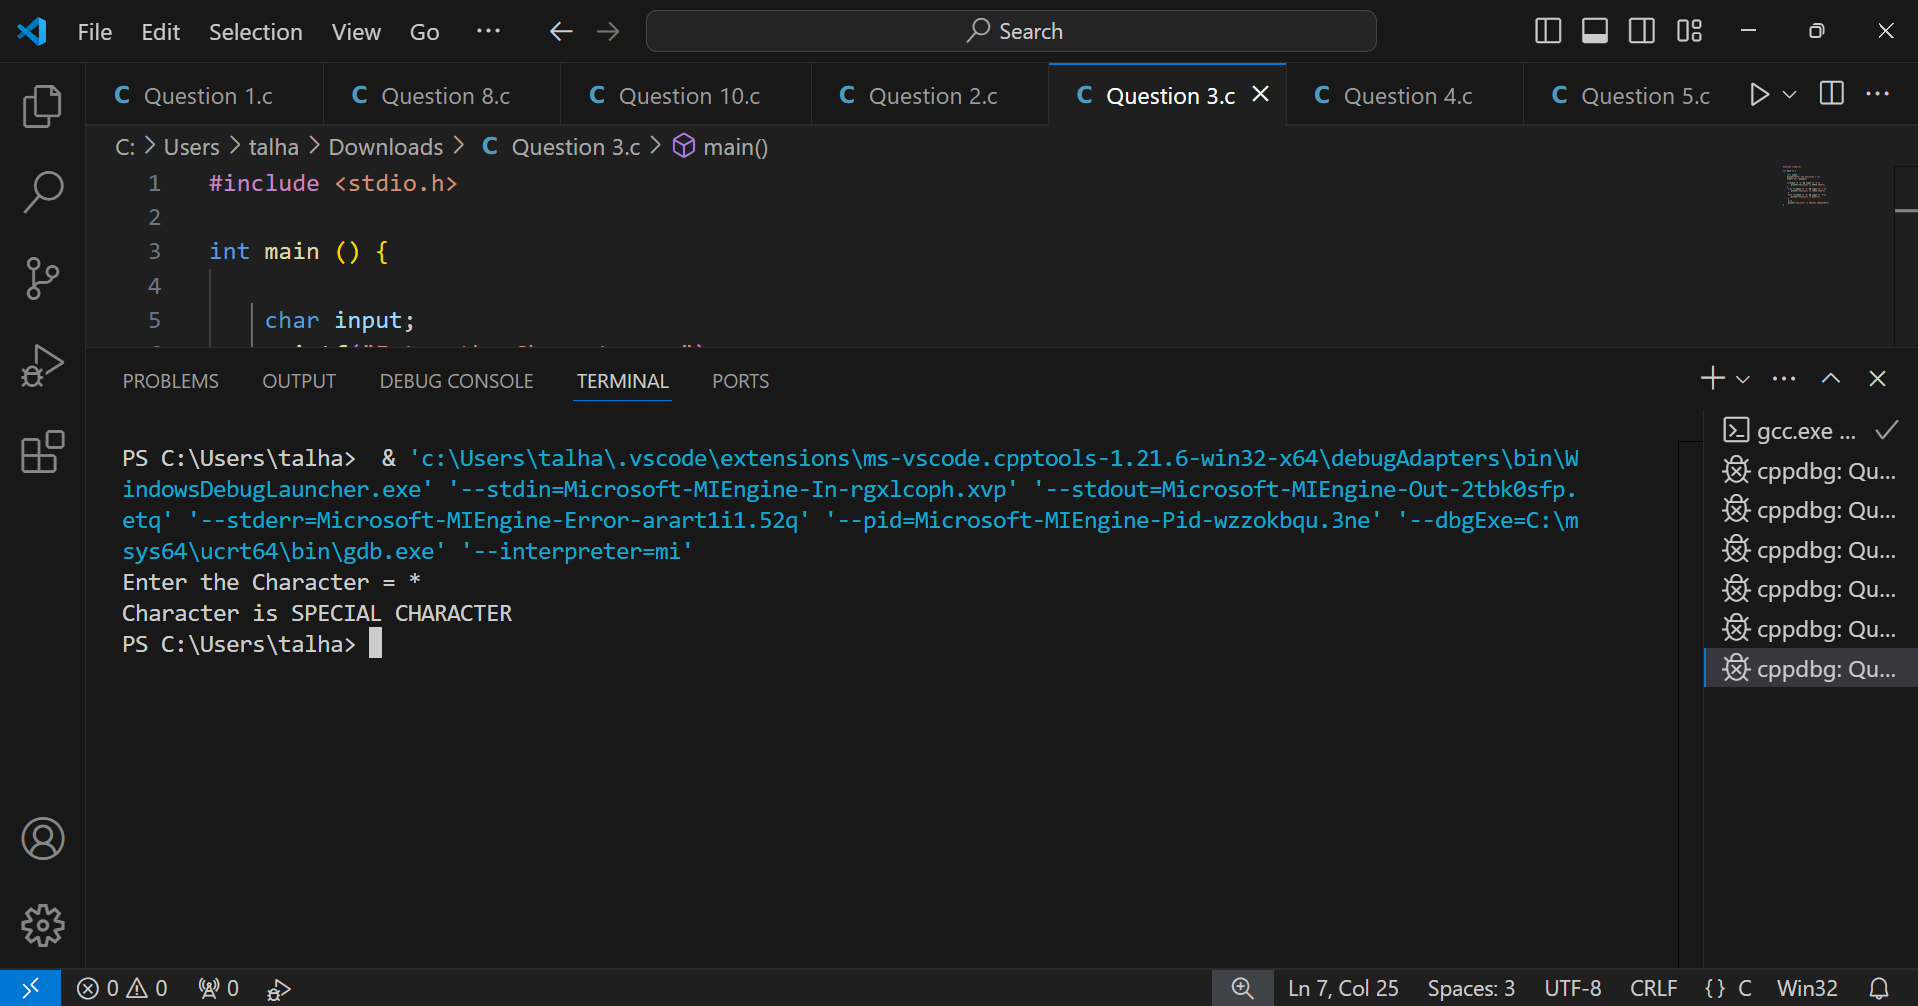 File Edit Selection View Go ··· Search
C Question 1.c C Question 8.c C Question 10.c C Question 2.c C Question 3.c C Question 4.c C Question 5.c
C: > Users > talha > Downloads > C Question 3.c > main()
1 #include <stdio.h>
2
3 int main () {
4
5 char input;
PROBLEMS OUTPUT DEBUG CONSOLE TERMINAL PORTS
PS C:\Users\talha>  & 'c:\Users\talha\.vscode\extensions\ms-vscode.cpptools-1.21.6-win32-x64\debugAdapters\bin\W
indowsDebugLauncher.exe' '--stdin=Microsoft-MIEngine-In-rgxlcoph.xvp' '--stdout=Microsoft-MIEngine-Out-2tbk0sfp.
etq' '--stderr=Microsoft-MIEngine-Error-arart1i1.52q' '--pid=Microsoft-MIEngine-Pid-wzzokbqu.3ne' '--dbgExe=C:\m
sys64\ucrt64\bin\gdb.exe' '--interpreter=mi'
Enter the Character = *
Character is SPECIAL CHARACTER
PS C:\Users\talha>
gcc.exe ...
cppdbg: Qu...
cppdbg: Qu...
cppdbg: Qu...
cppdbg: Qu...
cppdbg: Qu...
cppdbg: Qu...
0 0 0 Ln 7, Col 25 Spaces: 3 UTF-8 CRLF {} C Win32